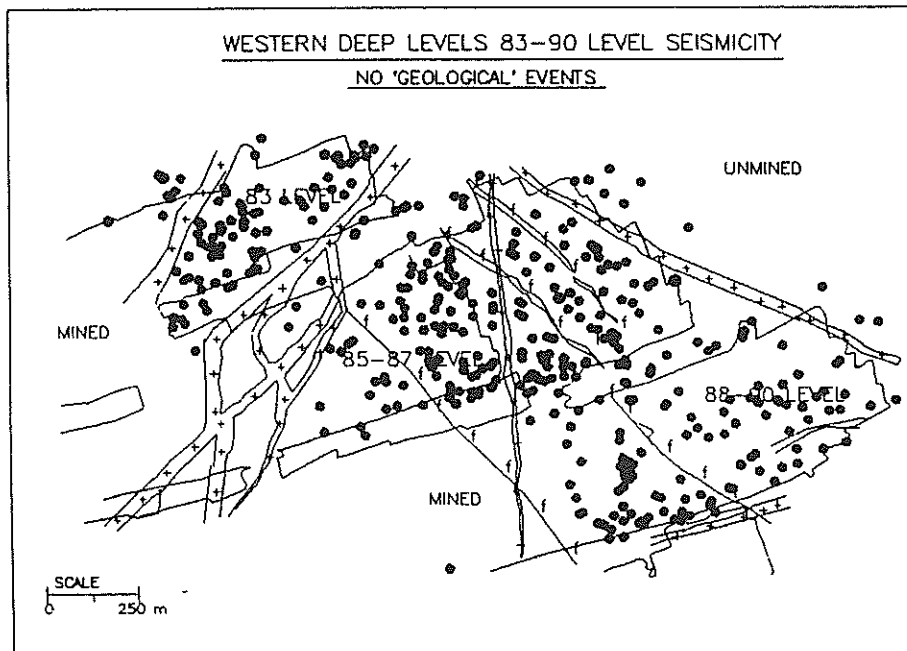 WESTERN DEEP LEVELS 83-90 LEVEL SEISMICITY
NO 'GEOLOGICAL' EVENTS
UNMINED
83 LEVEL
MINED
85-87 LEVEL
88-90 LEVEL
MINED
SCALE
0 250 m